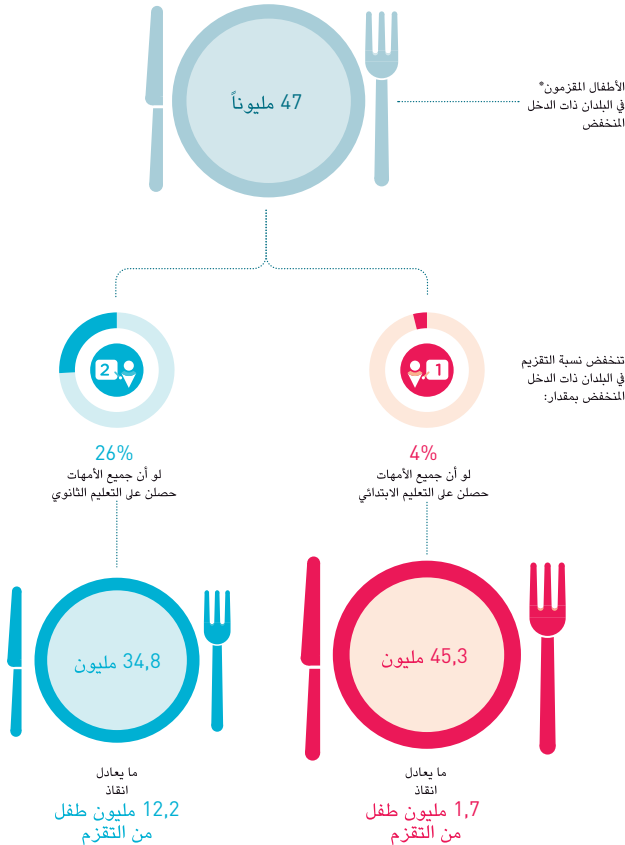 47 مليوناً
الأطفال المقزمون*
في البلدان ذات الدخل
المنخفض
تنخفض نسبة التقزيم
في البلدان ذات الدخل
المنخفض بمقدار:
1
4%
لو أن جميع الأمهات
حصلن على التعليم الابتدائي
2
26%
لو أن جميع الأمهات
حصلن على التعليم الثانوي
45,3 مليون
34,8 مليون
ما يعادل
انقاذ
1,7 مليون طفل
من التقزم
ما يعادل
انقاذ
12,2 مليون طفل
من التقزم